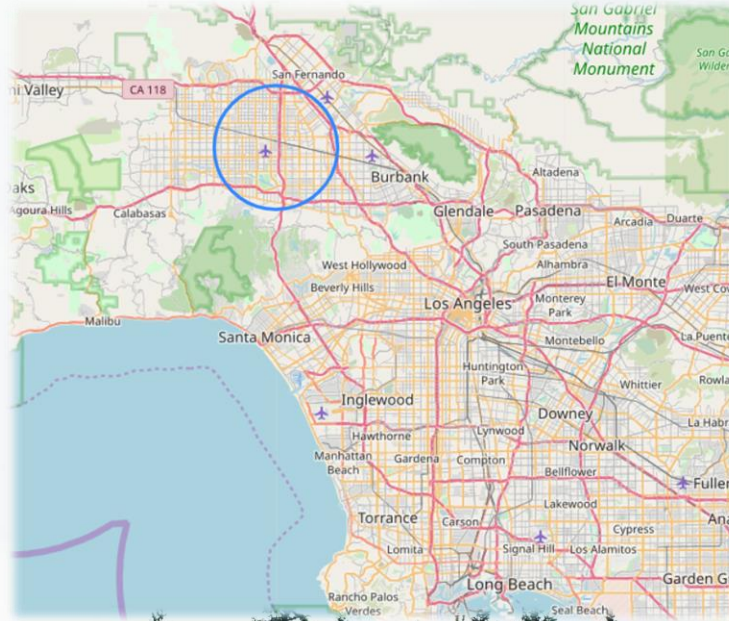 San Gabriel
Mountains
National
Monument
San Ga
Wilder
San Fernando
ni Valley
CA 118
Burbank
Altadena
oaks
Agoura Hills
Calabasas
Glendale
Pasadena
Arcadia
Duarte
South Pasadena
West Hollywood
Alhambra
Beverly Hills
El Monte
West Cov
Los Angeles
Monterey
Park
Malibu
Santa Monica
Montebello
La Puente
Huntington
Park
Whittier
Rowla
Inglewood
Downey
La Habr
Hawthorne
Lynwood
Norwalk
Manhattan
Beach
Gardena
Compton
Bellflower
Fuller
Lakewood
Torrance
Carson
Cypress
Ana
Lomita
Signal Hill
Los Alamitos
Long Beach
Garden G
Rancho Palos
Verdes
Seal Beach